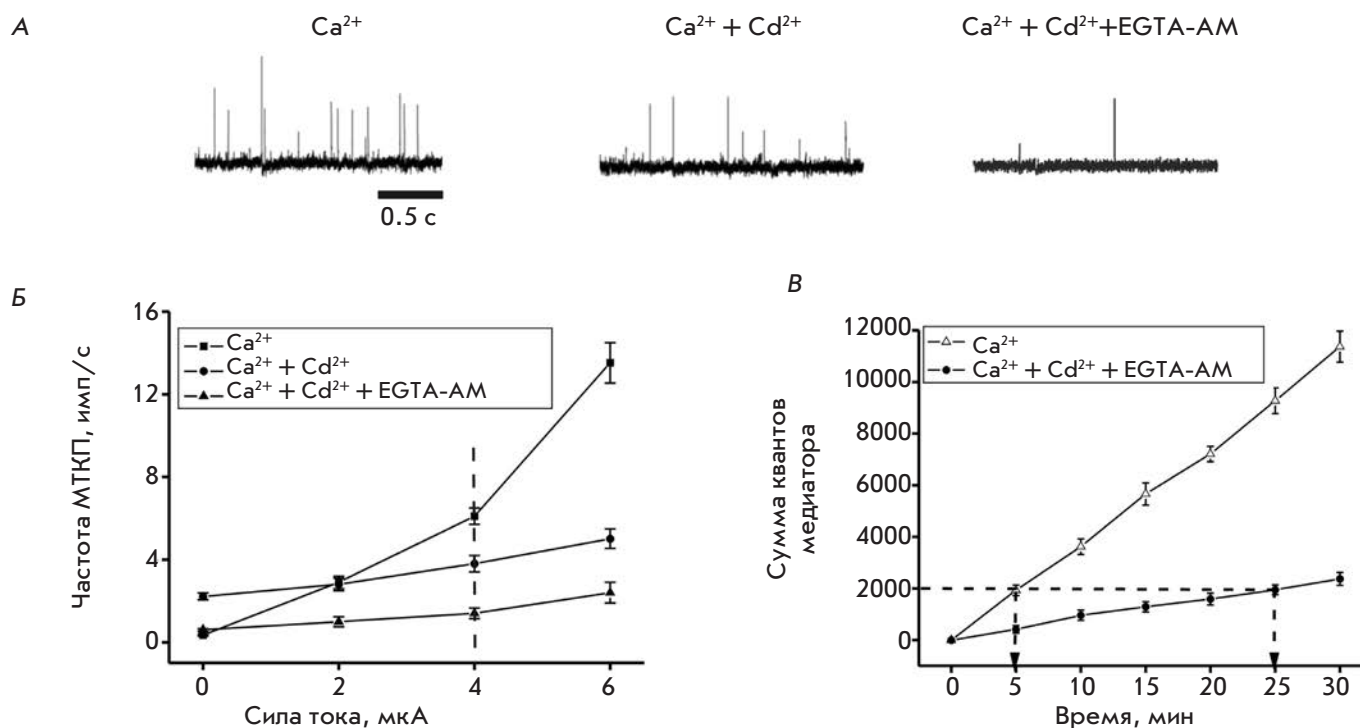 А
Ca²⁺
Ca²⁺ + Cd²⁺
Ca²⁺ + Cd²⁺+EGTA-AM
0.5 с
Б
Частота МТКП, имп/с
16
12
8
4
0
Ca²⁺
Ca²⁺ + Cd²⁺
Ca²⁺ + Cd²⁺ + EGTA-AM
0 2 4 6
Сила тока, мкА
В
Сумма квантов
медиатора
12000
10000
8000
6000
4000
2000
0
Ca²⁺
Ca²⁺ + Cd²⁺ + EGTA-AM
0 5 10 15 20 25 30
Время, мин